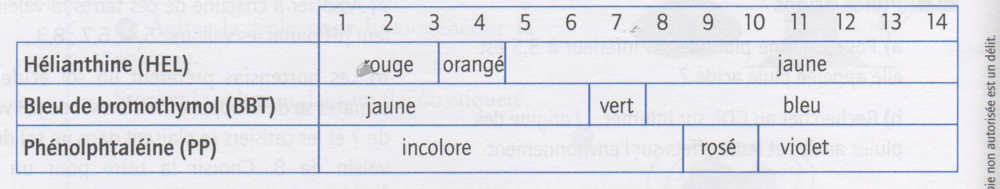 1 2 3 4 5 6 7 8 9 10 11 12 13 14
Hélianthine (HEL) rouge orangé jaune
Bleu de bromothymol (BBT) jaune vert bleu
Phénolphtaléine (PP) incolore rosé violet
pie non autorisée est un délit.